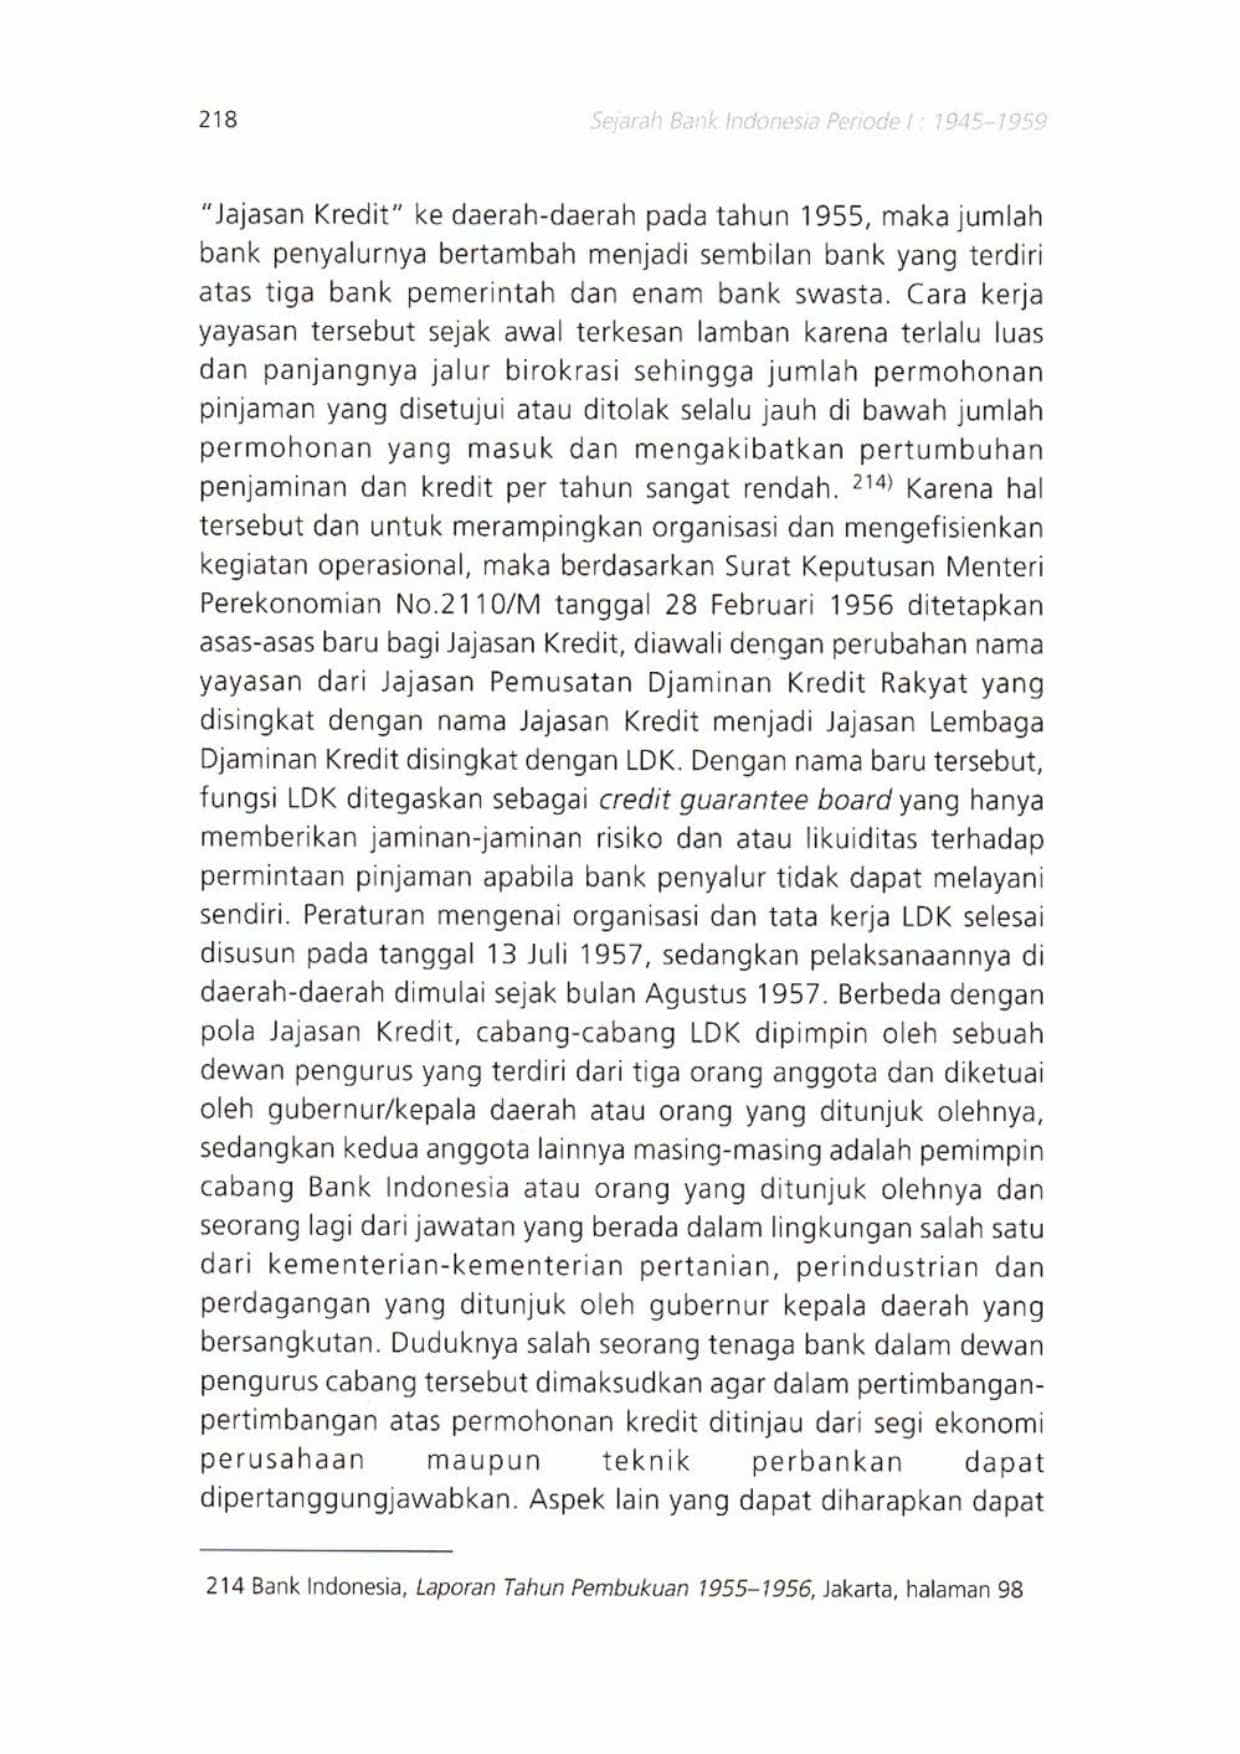 218
Sejarah Bank Indonesia Periode I : 1945–1959
“Jajasan Kredit” ke daerah-daerah pada tahun 1955, maka jumlah
bank penyalurnya bertambah menjadi sembilan bank yang terdiri
atas tiga bank pemerintah dan enam bank swasta. Cara kerja
yayasan tersebut sejak awal terkesan lamban karena terlalu luas
dan panjangnya jalur birokrasi sehingga jumlah permohonan
pinjaman yang disetujui atau ditolak selalu jauh di bawah jumlah
permohonan yang masuk dan mengakibatkan pertumbuhan
penjaminan dan kredit per tahun sangat rendah. 214) Karena hal
tersebut dan untuk merampingkan organisasi dan mengefisienkan
kegiatan operasional, maka berdasarkan Surat Keputusan Menteri
Perekonomian No.2110/M tanggal 28 Februari 1956 ditetapkan
asas-asas baru bagi Jajasan Kredit, diawali dengan perubahan nama
yayasan dari Jajasan Pemusatan Djaminan Kredit Rakyat yang
disingkat dengan nama Jajasan Kredit menjadi Jajasan Lembaga
Djaminan Kredit disingkat dengan LDK. Dengan nama baru tersebut,
fungsi LDK ditegaskan sebagai credit guarantee board yang hanya
memberikan jaminan-jaminan risiko dan atau likuiditas terhadap
permintaan pinjaman apabila bank penyalur tidak dapat melayani
sendiri. Peraturan mengenai organisasi dan tata kerja LDK selesai
disusun pada tanggal 13 Juli 1957, sedangkan pelaksanaannya di
daerah-daerah dimulai sejak bulan Agustus 1957. Berbeda dengan
pola Jajasan Kredit, cabang-cabang LDK dipimpin oleh sebuah
dewan pengurus yang terdiri dari tiga orang anggota dan diketuai
oleh gubernur/kepala daerah atau orang yang ditunjuk olehnya,
sedangkan kedua anggota lainnya masing-masing adalah pemimpin
cabang Bank Indonesia atau orang yang ditunjuk olehnya dan
seorang lagi dari jawatan yang berada dalam lingkungan salah satu
dari kementerian-kementerian pertanian, perindustrian dan
perdagangan yang ditunjuk oleh gubernur kepala daerah yang
bersangkutan. Duduknya salah seorang tenaga bank dalam dewan
pengurus cabang tersebut dimaksudkan agar dalam pertimbangan-
pertimbangan atas permohonan kredit ditinjau dari segi ekonomi
perusahaan maupun teknik perbankan dapat
dipertanggungjawabkan. Aspek lain yang dapat diharapkan dapat
214 Bank Indonesia, Laporan Tahun Pembukuan 1955–1956, Jakarta, halaman 98